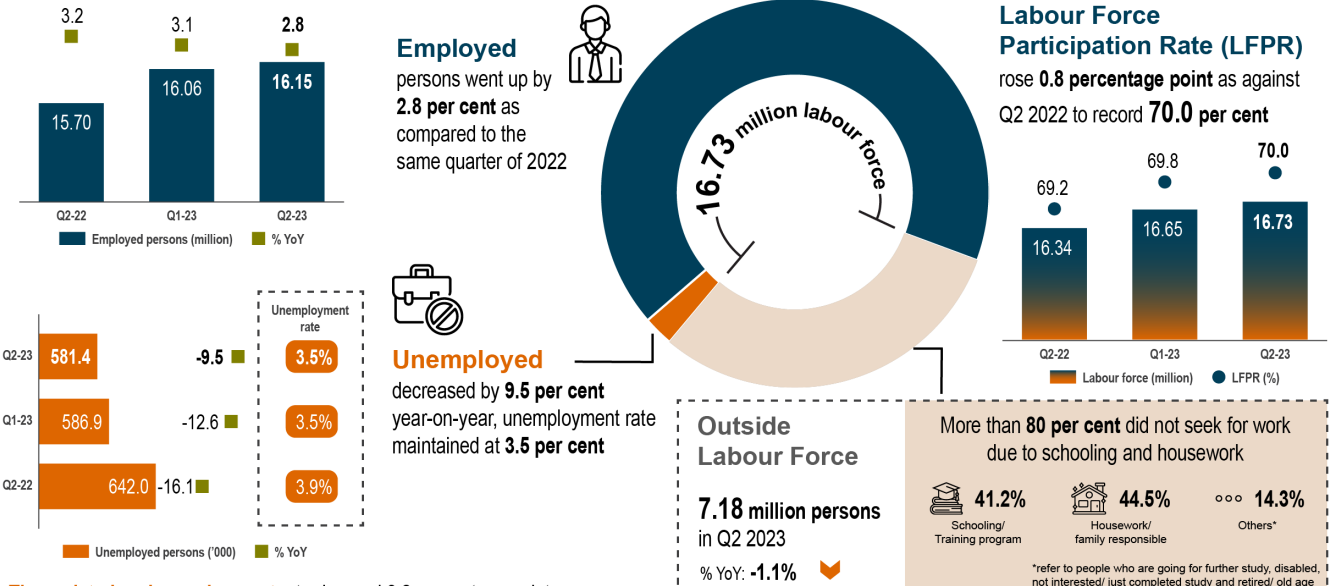 3.2
3.1
2.8
15.70
16.06
16.15
Q2-22
Q1-23
Q2-23
Employed persons (million)
% YoY
Employed
persons went up by
2.8 per cent as
compared to the
same quarter of 2022
16.73 million labour force
Labour Force
Participation Rate (LFPR)
rose 0.8 percentage point as against
Q2 2022 to record 70.0 per cent
69.2
69.8
70.0
16.34
16.65
16.73
Q2-22
Q1-23
Q2-23
Labour force (million)
LFPR (%)
Unemployment
rate
Q2-23
581.4
-9.5
3.5%
Q1-23
586.9
-12.6
3.5%
Q2-22
642.0
-16.1
3.9%
Unemployed persons ('000)
% YoY
Unemployed
decreased by 9.5 per cent
year-on-year, unemployment rate
maintained at 3.5 per cent
Outside
Labour Force
7.18 million persons
in Q2 2023
% YoY: -1.1%
More than 80 per cent did not seek for work
due to schooling and housework
41.2%
Schooling/
Training program
44.5%
Housework/
family responsible
14.3%
Others*
*refer to people who are going for further study, disabled,
not interested/ just completed study and retired/ old age